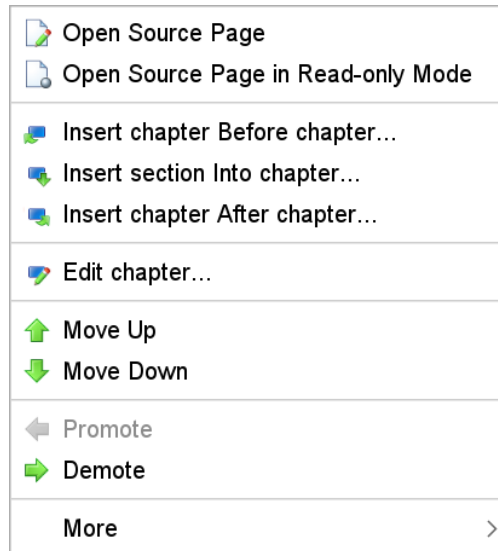 Open Source Page
Open Source Page in Read-only Mode
Insert chapter Before chapter...
Insert section Into chapter...
Insert chapter After chapter...
Edit chapter...
Move Up
Move Down
Promote
Demote
More